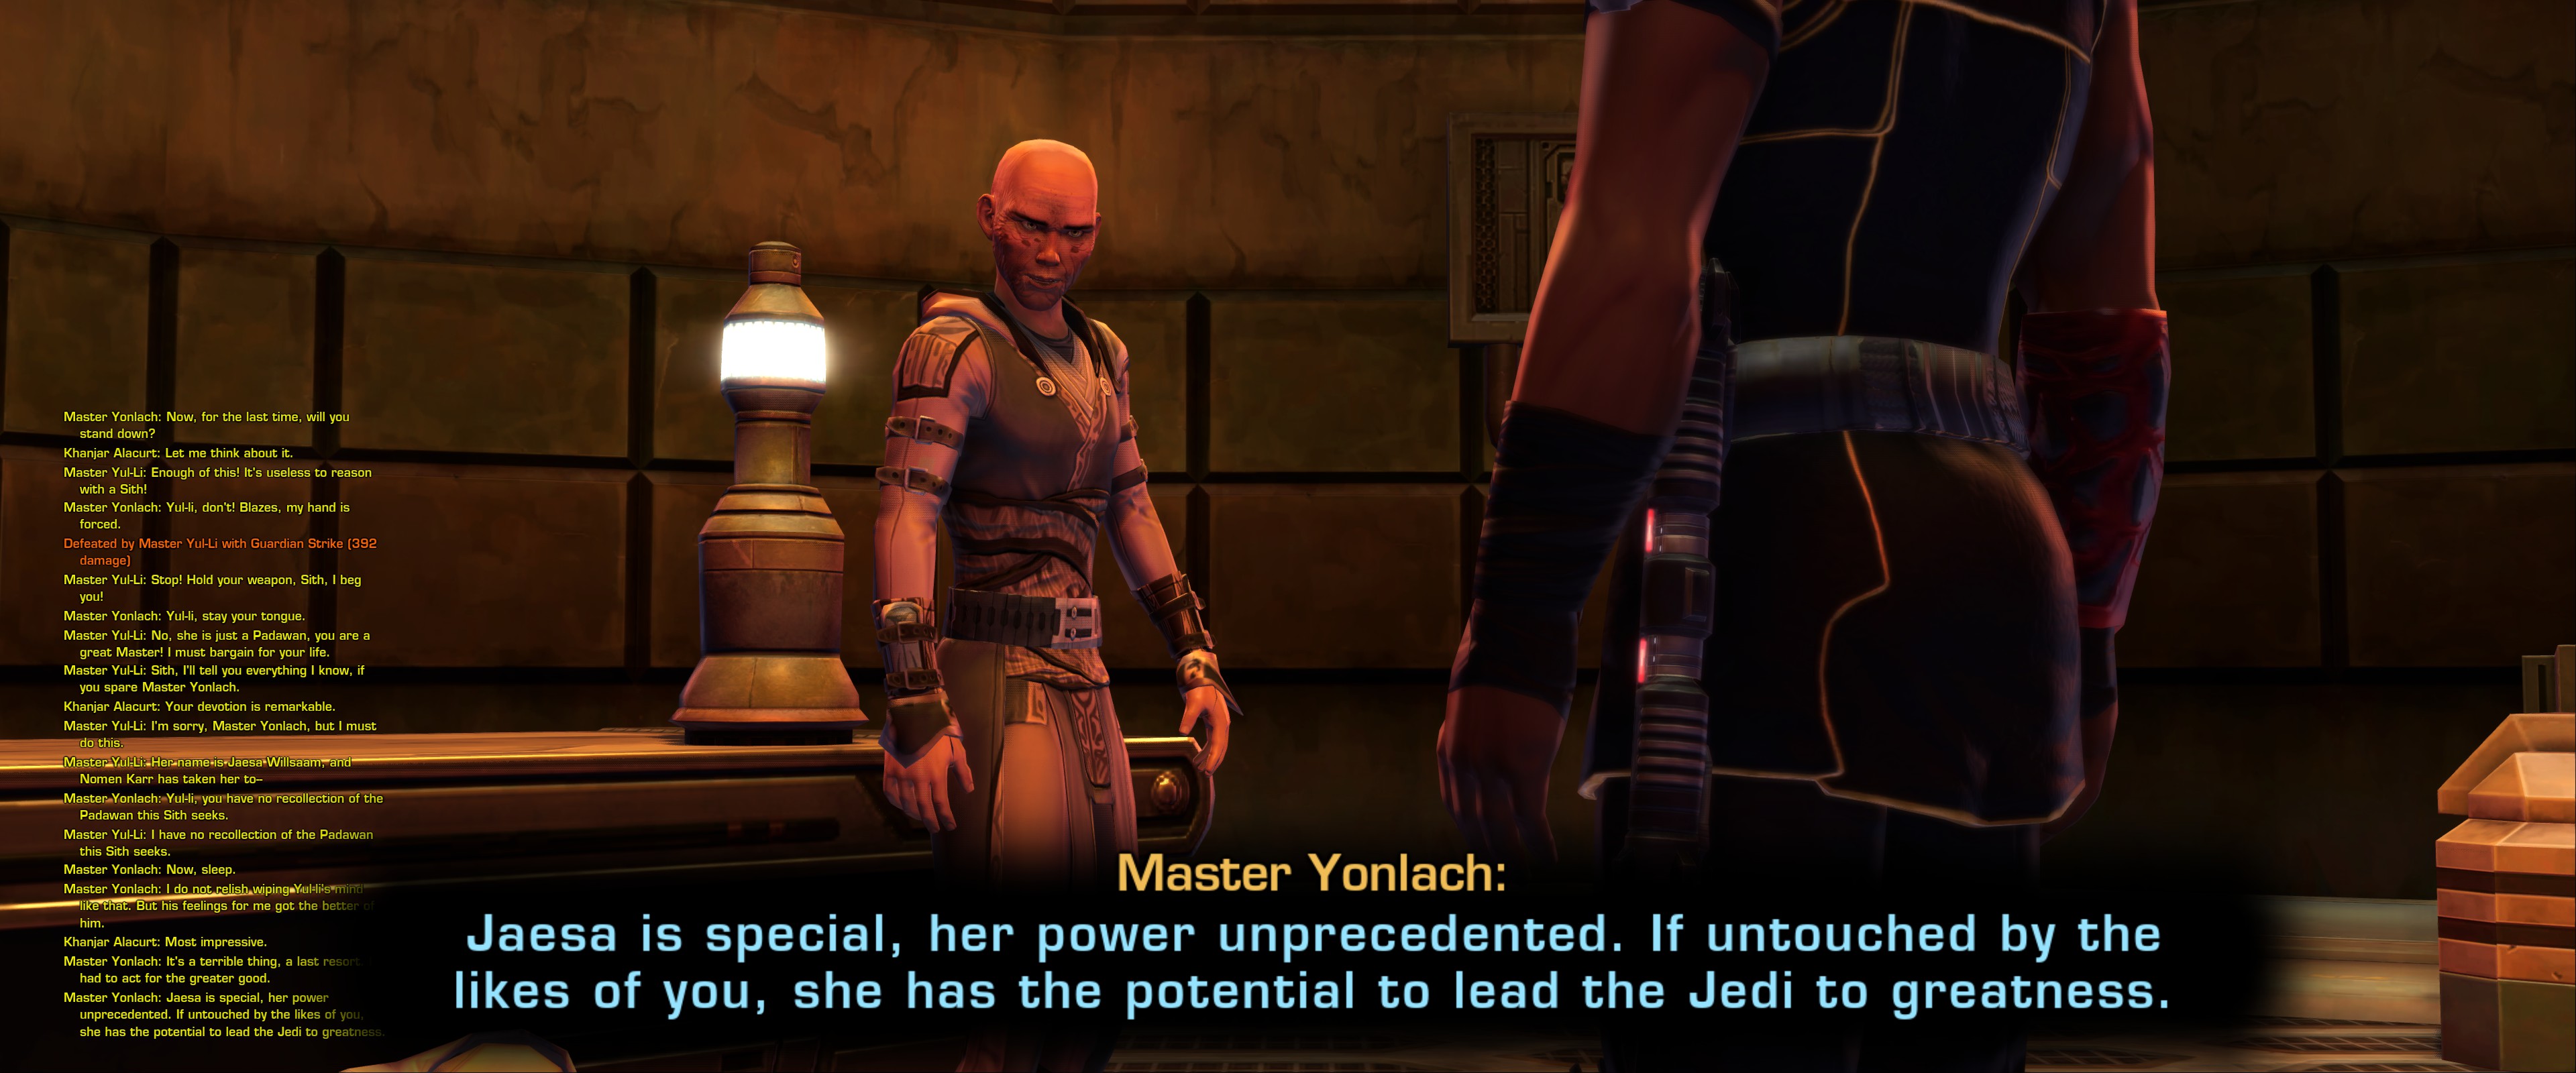 Master Yonlach: Now, for the last time, will you
stand down?
Khanjar Alacurt: Let me think about it.
Master Yul-Li: Enough of this! It's useless to reason
with a Sith!
Master Yonlach: Yul-li, don't! Blazes, my hand is
forced.
Defeated by Master Yul-Li with Guardian Strike (392
damage)
Master Yul-Li: Stop! Hold your weapon, Sith, I beg
you!
Master Yonlach: Yul-li, stay your tongue.
Master Yul-Li: No, she is just a Padawan, you are a
great Master! I must bargain for your life.
Master Yul-Li: Sith, I'll tell you everything I know, if
you spare Master Yonlach.
Khanjar Alacurt: Your devotion is remarkable.
Master Yul-Li: I'm sorry, Master Yonlach, but I must
do this.
Master Yul-Li: Her name is Jaesa Willsaam, and
Nomen Karr has taken her to--
Master Yonlach: Yul-li, you have no recollection of the
Padawan this Sith seeks.
Master Yul-Li: I have no recollection of the Padawan
this Sith seeks.
Master Yonlach: Now, sleep.
Master Yonlach: I do not relish wiping Yul-li's mind
like that. But his feelings for me got the better of
him.
Khanjar Alacurt: Most impressive.
Master Yonlach: It's a terrible thing, a last resort. I
had to act for the greater good.
Master Yonlach: Jaesa is special, her power
unprecedented. If untouched by the likes of you,
she has the potential to lead the Jedi to greatness.
Master Yonlach:
Jaesa is special, her power unprecedented. If untouched by the
likes of you, she has the potential to lead the Jedi to greatness.